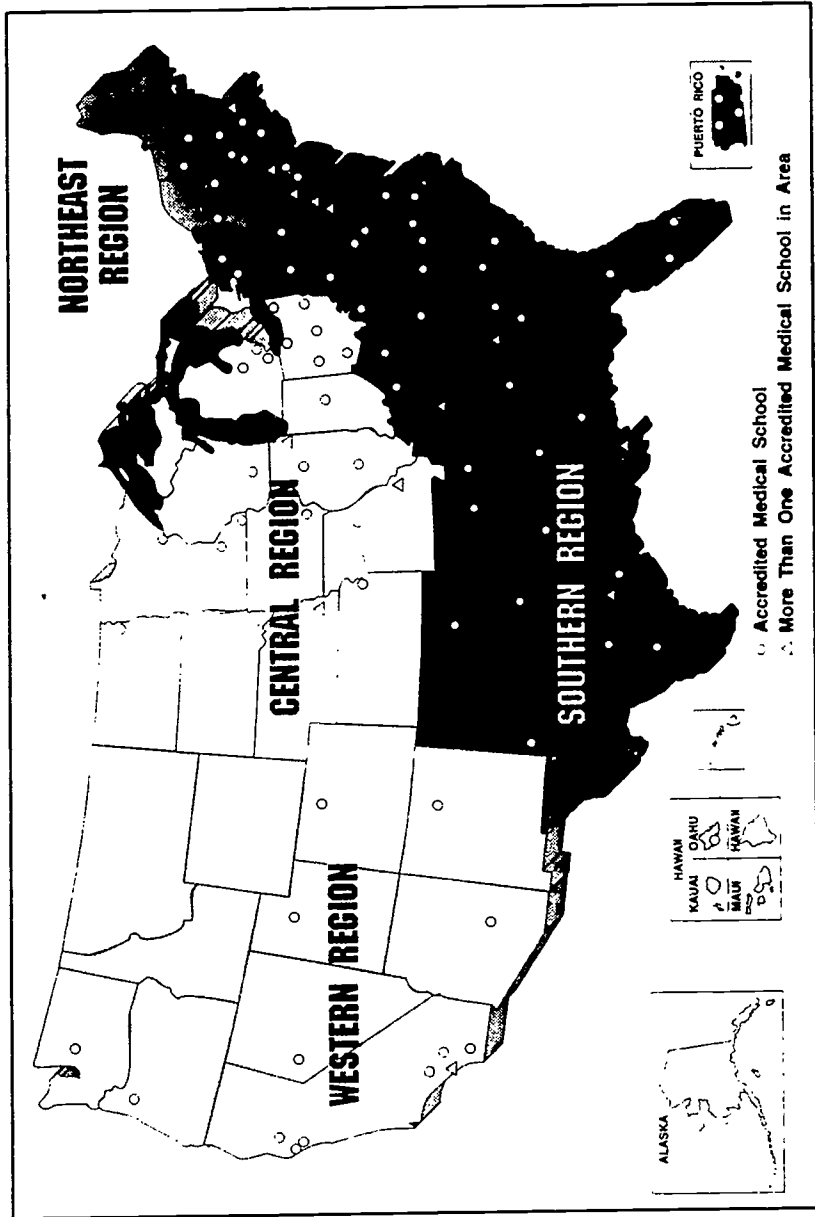 NORTHEAST
REGION
CENTRAL REGION
WESTERN REGION
SOUTHERN REGION
PUERTO RICO
ALASKA
HAWAII
KAUAI
OAHU
MAUI
HAWAII
○ Accredited Medical School
△ More Than One Accredited Medical School in Area